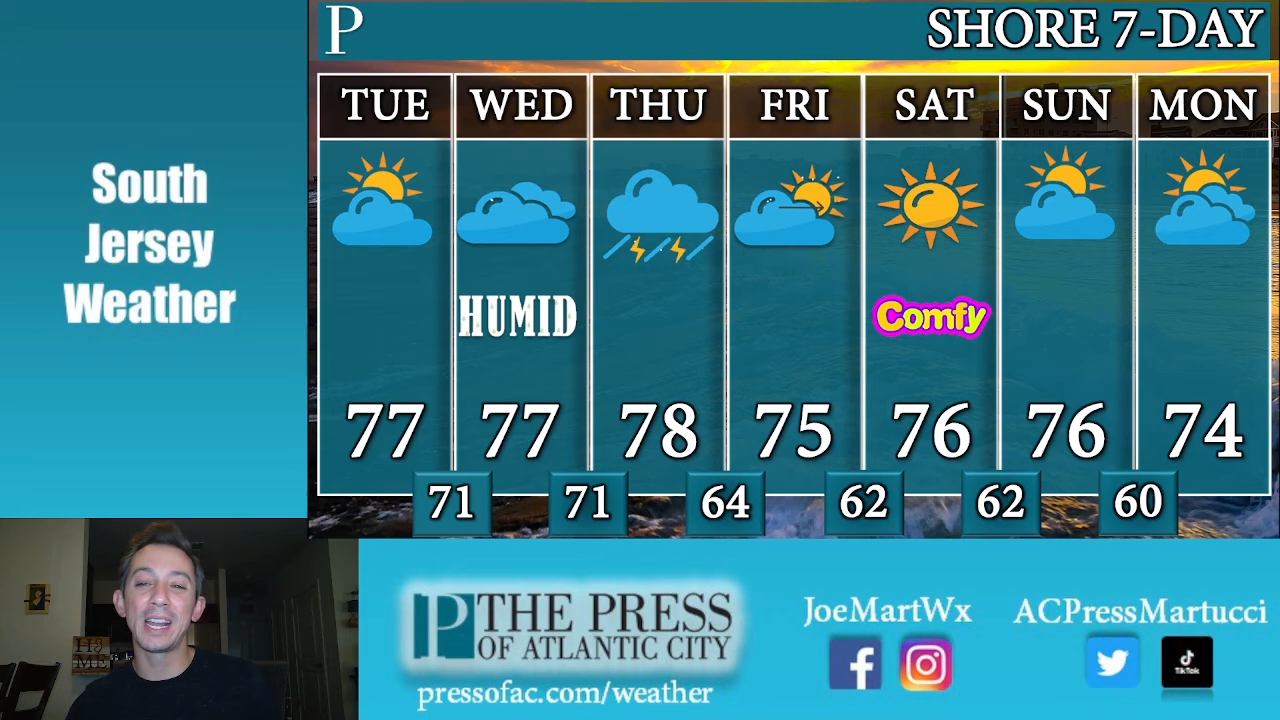 P
SHORE 7-DAY
TUE WED THU FRI SAT SUN MON
South
Jersey
Weather
HUMID
Comfy
77 77 78 75 76 76 74
71 71 64 62 62 60
P THE PRESS
OF ATLANTIC CITY
pressofac.com/weather
JoeMartWx
ACPressMartucci
TikTok